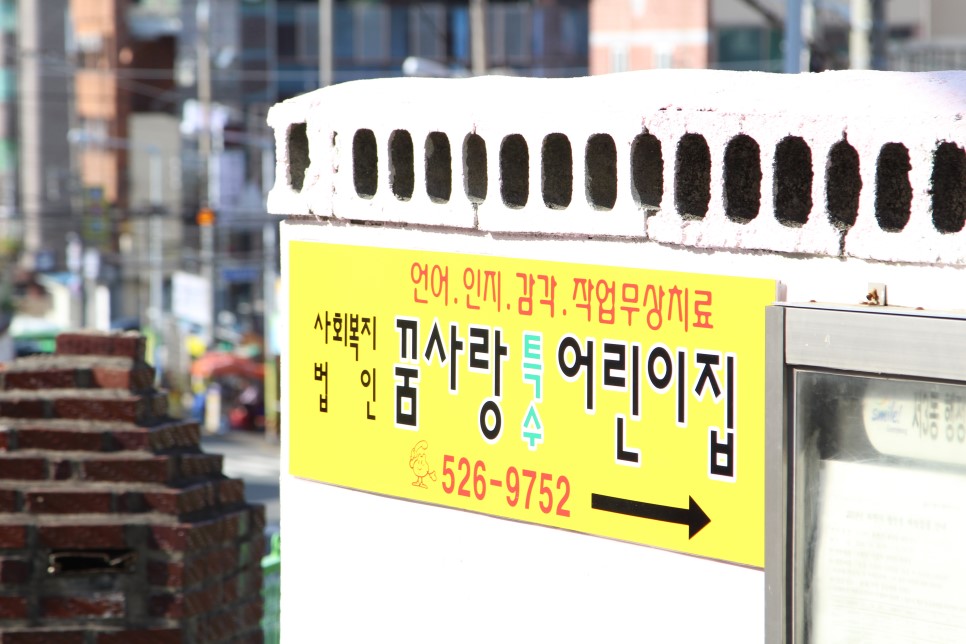 언어.인지.감각.작업무상치료
사회복지
법 인
꿈사랑
특수
어린이집
526-9752